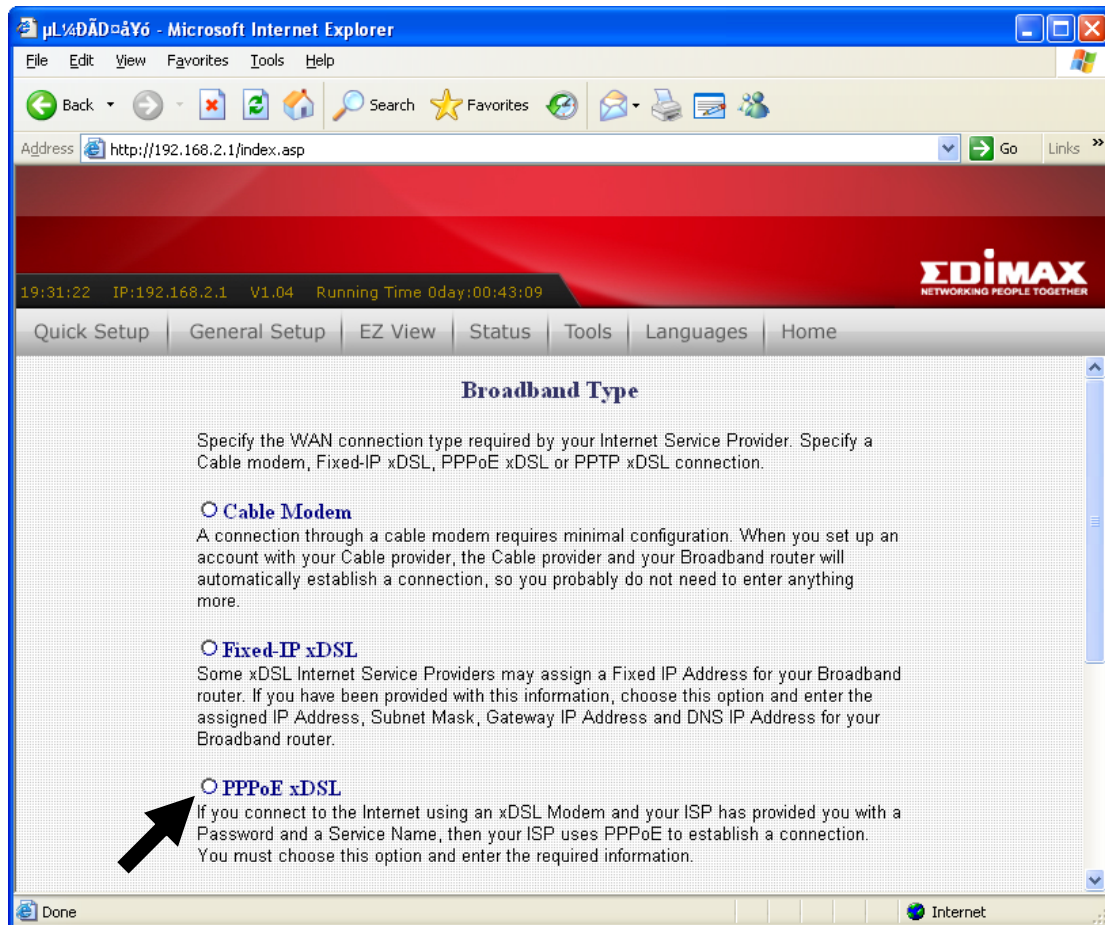 µL¼ÐÃD¤å¥ó - Microsoft Internet Explorer
File Edit View Favorites Tools Help
Back Search Favorites
Address http://192.168.2.1/index.asp Go Links »
EDIMAX
NETWORKING PEOPLE TOGETHER
19:31:22 IP:192.168.2.1 V1.04 Running Time 0day:00:43:09
Quick Setup General Setup EZ View Status Tools Languages Home
Broadband Type
Specify the WAN connection type required by your Internet Service Provider. Specify a
Cable modem, Fixed-IP xDSL, PPPoE xDSL or PPTP xDSL connection.
Cable Modem
A connection through a cable modem requires minimal configuration. When you set up an
account with your Cable provider, the Cable provider and your Broadband router will
automatically establish a connection, so you probably do not need to enter anything
more.
Fixed-IP xDSL
Some xDSL Internet Service Providers may assign a Fixed IP Address for your Broadband
router. If you have been provided with this information, choose this option and enter the
assigned IP Address, Subnet Mask, Gateway IP Address and DNS IP Address for your
Broadband router.
PPPoE xDSL
If you connect to the Internet using an xDSL Modem and your ISP has provided you with a
Password and a Service Name, then your ISP uses PPPoE to establish a connection.
You must choose this option and enter the required information.
Done Internet